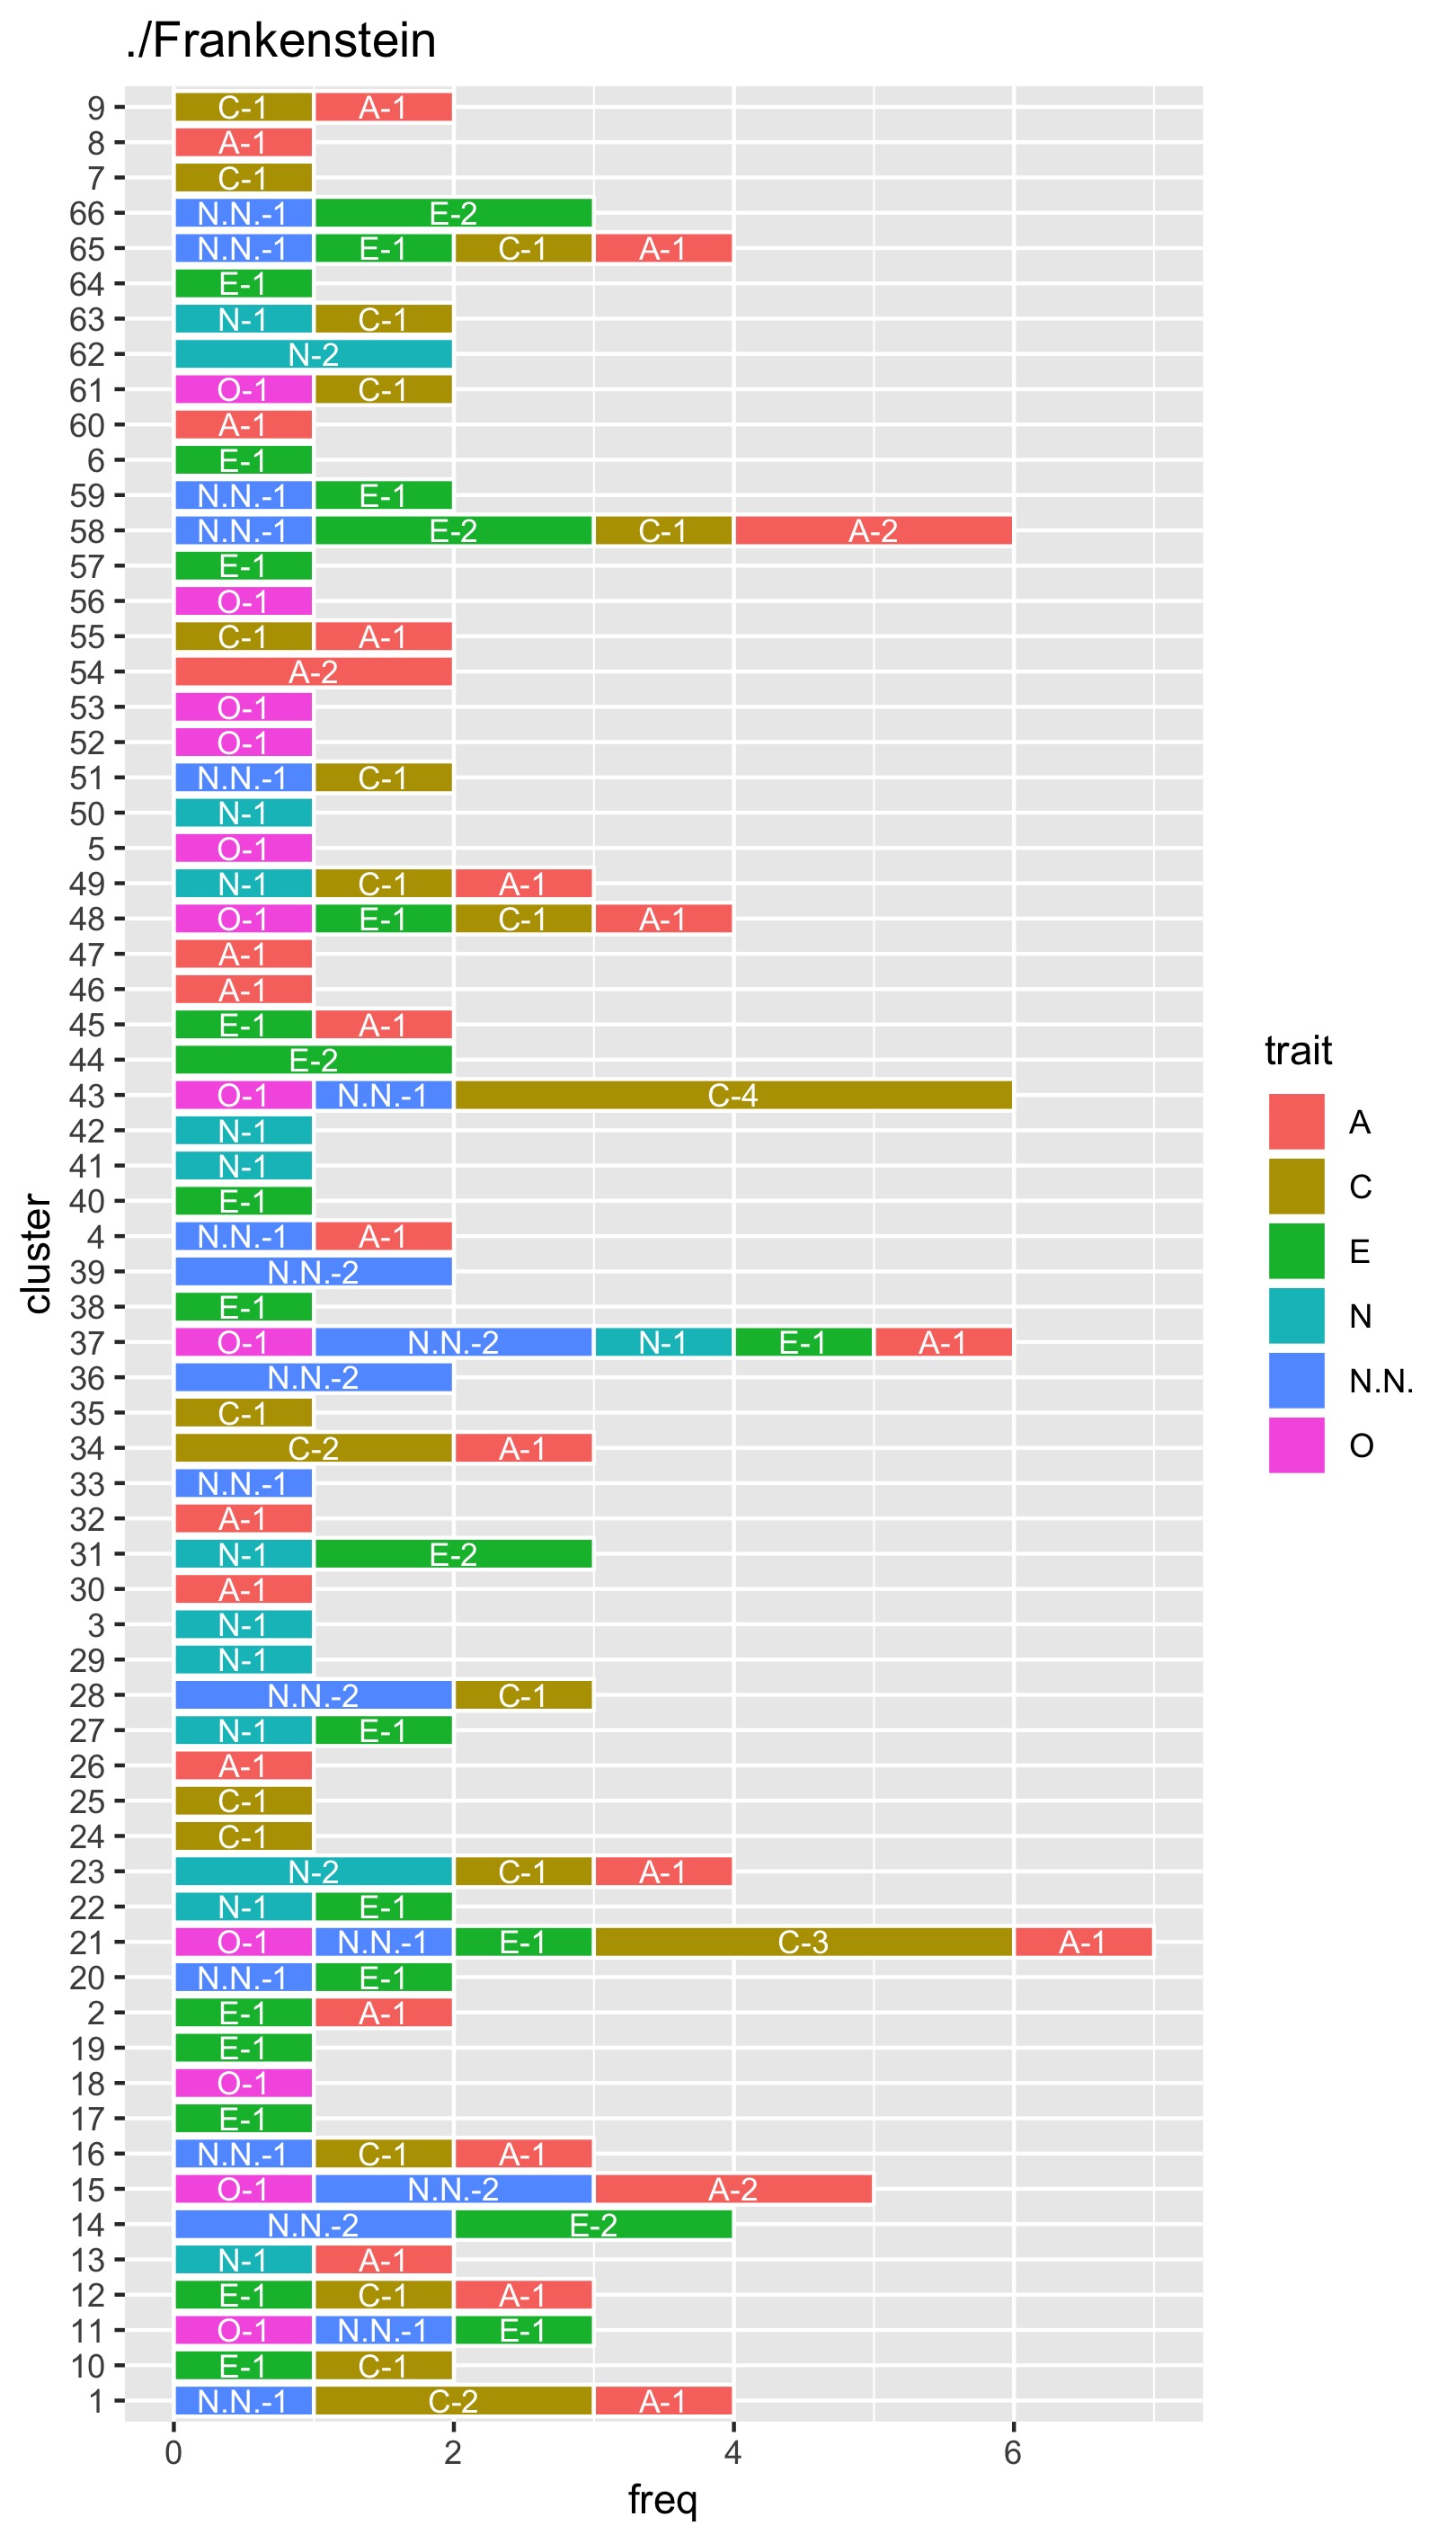 ./Frankenstein
9 C-1 A-1
8 A-1
7 C-1
66 N.N.-1 E-2
65 N.N.-1 E-1 C-1 A-1
64 E-1
63 N-1 C-1
62 N-2
61 O-1 C-1
60 A-1
6 E-1
59 N.N.-1 E-1
58 N.N.-1 E-2 C-1 A-2
57 E-1
56 O-1
55 C-1 A-1
54 A-2
53 O-1
52 O-1
51 N.N.-1 C-1
50 N-1
5 O-1
49 N-1 C-1 A-1
48 O-1 E-1 C-1 A-1
47 A-1
46 A-1
45 E-1 A-1
44 E-2
43 O-1 N.N.-1 C-4
42 N-1
41 N-1
40 E-1
4 N.N.-1 A-1
39 N.N.-2
38 E-1
37 O-1 N.N.-2 N-1 E-1 A-1
36 N.N.-2
35 C-1
34 C-2 A-1
33 N.N.-1
32 A-1
31 N-1 E-2
30 A-1
3 N-1
29 N-1
28 N.N.-2 C-1
27 N-1 E-1
26 A-1
25 C-1
24 C-1
23 N-2 C-1 A-1
22 N-1 E-1
21 O-1 N.N.-1 E-1 C-3 A-1
20 N.N.-1 E-1
2 E-1 A-1
19 E-1
18 O-1
17 E-1
16 N.N.-1 C-1 A-1
15 O-1 N.N.-2 A-2
14 N.N.-2 E-2
13 N-1 A-1
12 E-1 C-1 A-1
11 O-1 N.N.-1 E-1
10 E-1 C-1
1 N.N.-1 C-2 A-1
0 2 4 6
freq
cluster
trait
A
C
E
N
N.N.
O